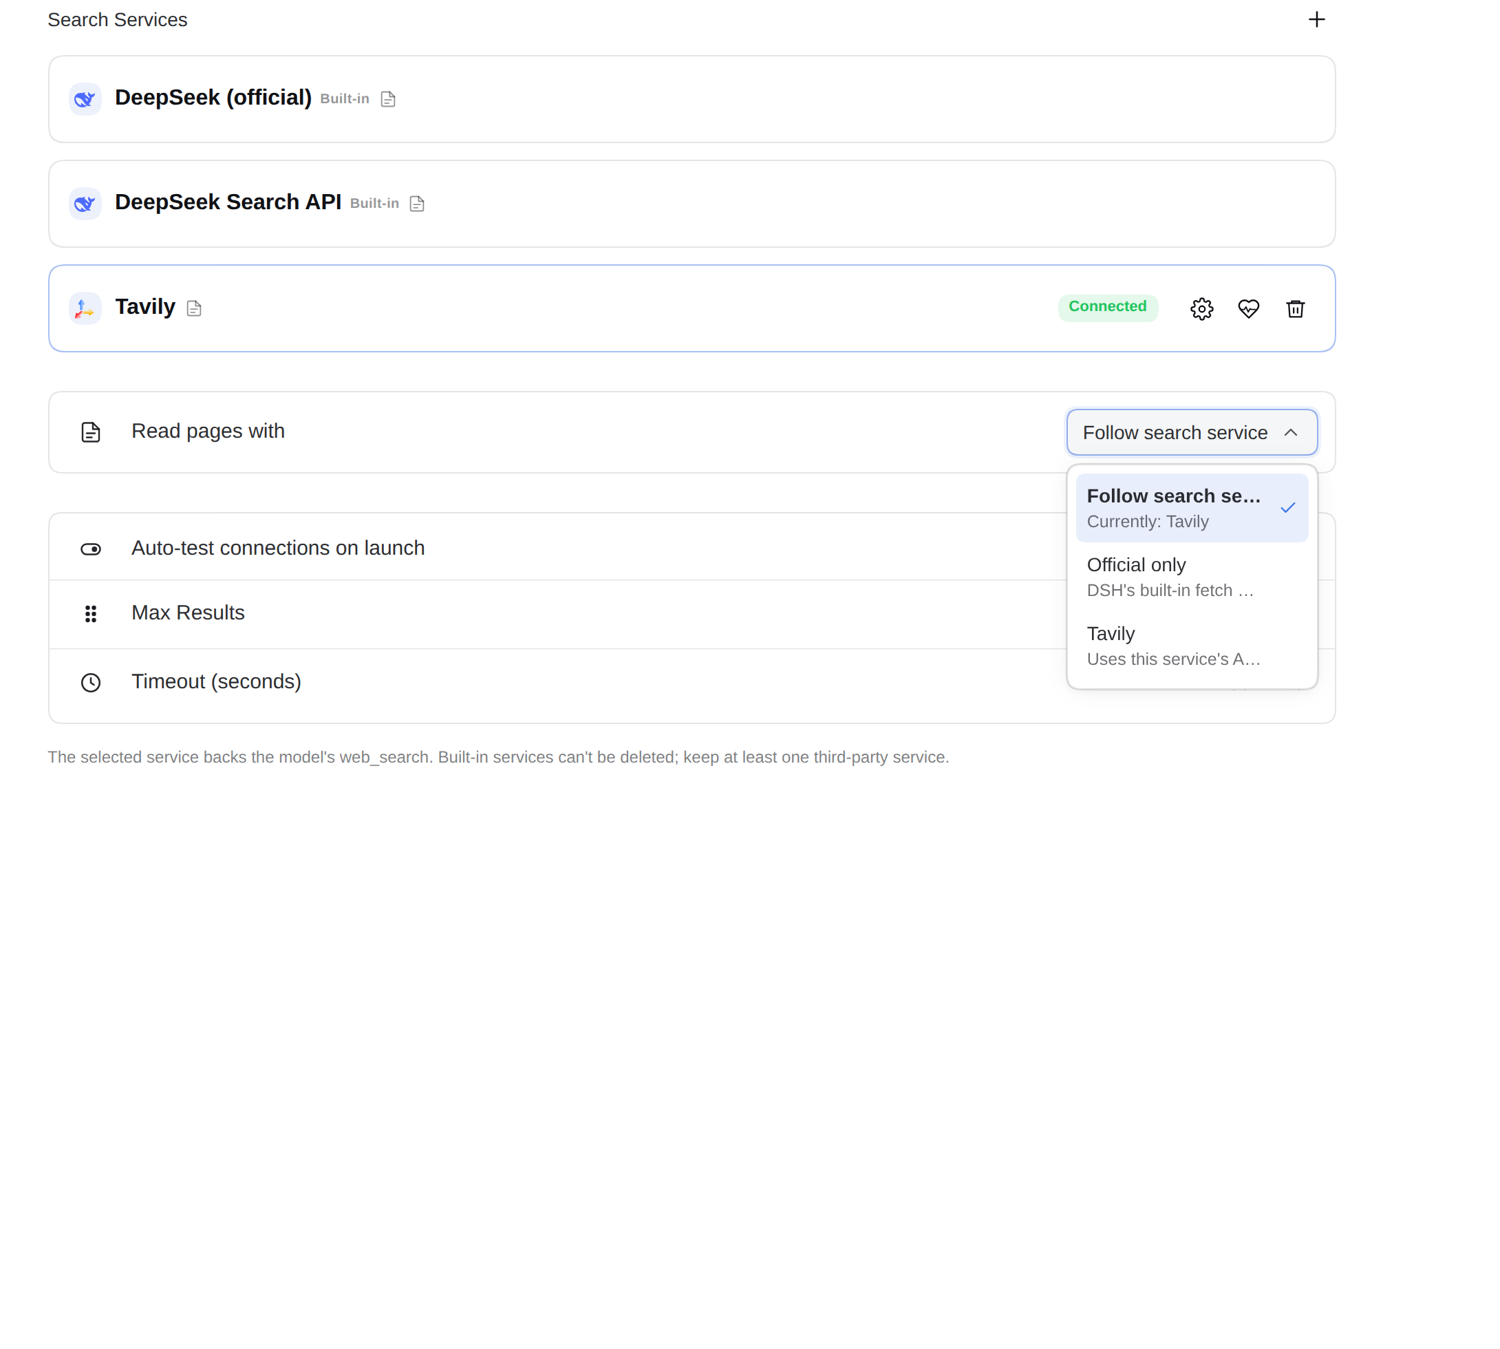 Search Services
DeepSeek (official) Built-in
DeepSeek Search API Built-in
Tavily
Connected
Read pages with
Follow search service
Follow search se…
Currently: Tavily
Official only
DSH's built-in fetch …
Tavily
Uses this service's A…
Auto-test connections on launch
Max Results
Timeout (seconds)
The selected service backs the model's web_search. Built-in services can't be deleted; keep at least one third-party service.